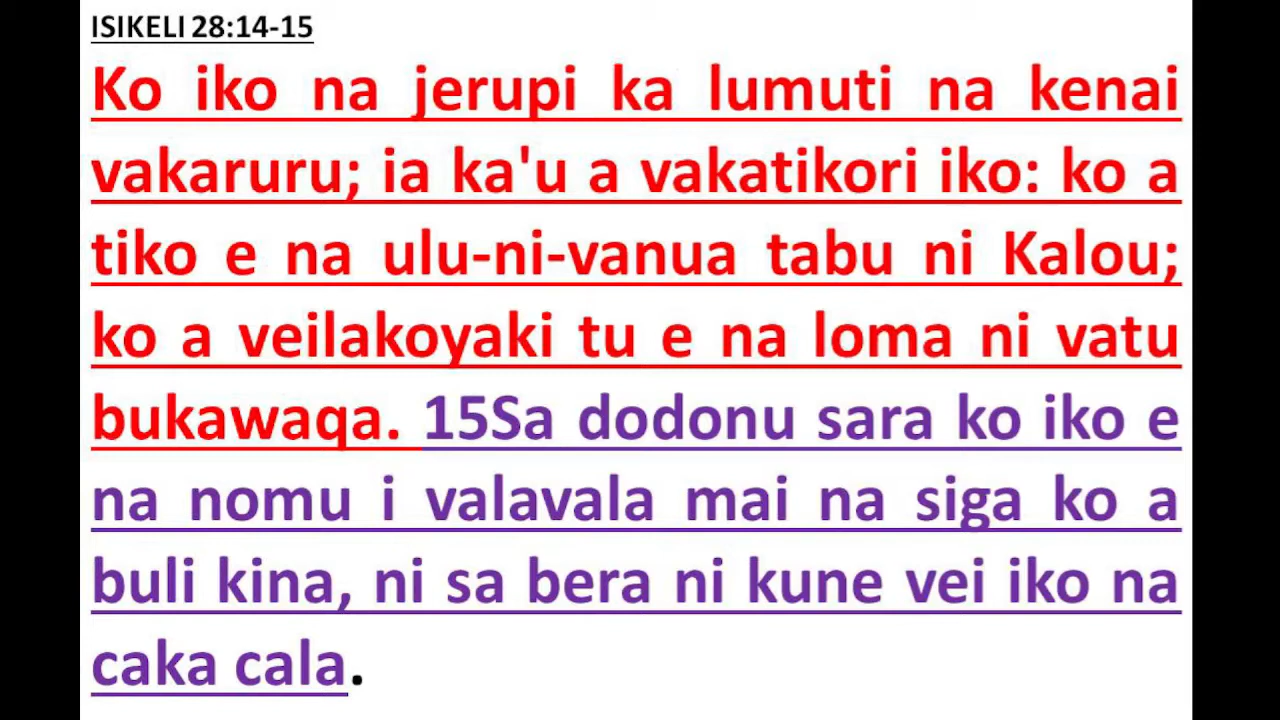 ISIKELI 28:14-15
Ko iko na jerupi ka lumuti na kenai
vakaruru; ia ka'u a vakatikori iko: ko a
tiko e na ulu-ni-vanua tabu ni Kalou;
ko a veilakoyaki tu e na loma ni vatu
bukawaqa. 15Sa dodonu sara ko iko e
na nomu i valavala mai na siga ko a
buli kina, ni sa bera ni kune vei iko na
caka cala.